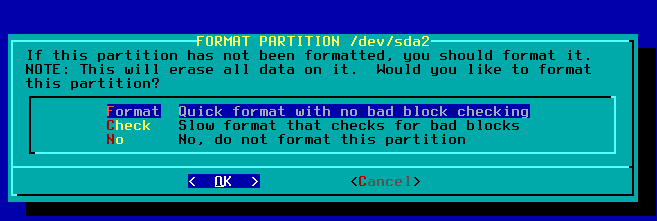 FORMAT PARTITION /dev/sda2
If this partition has not been formatted, you should format it.
NOTE: This will erase all data on it.  Would you like to format
this partition?
Format  Quick format with no bad block checking
Check  Slow format that checks for bad blocks
No  No, do not format this partition
<  OK  >  <Cancel>